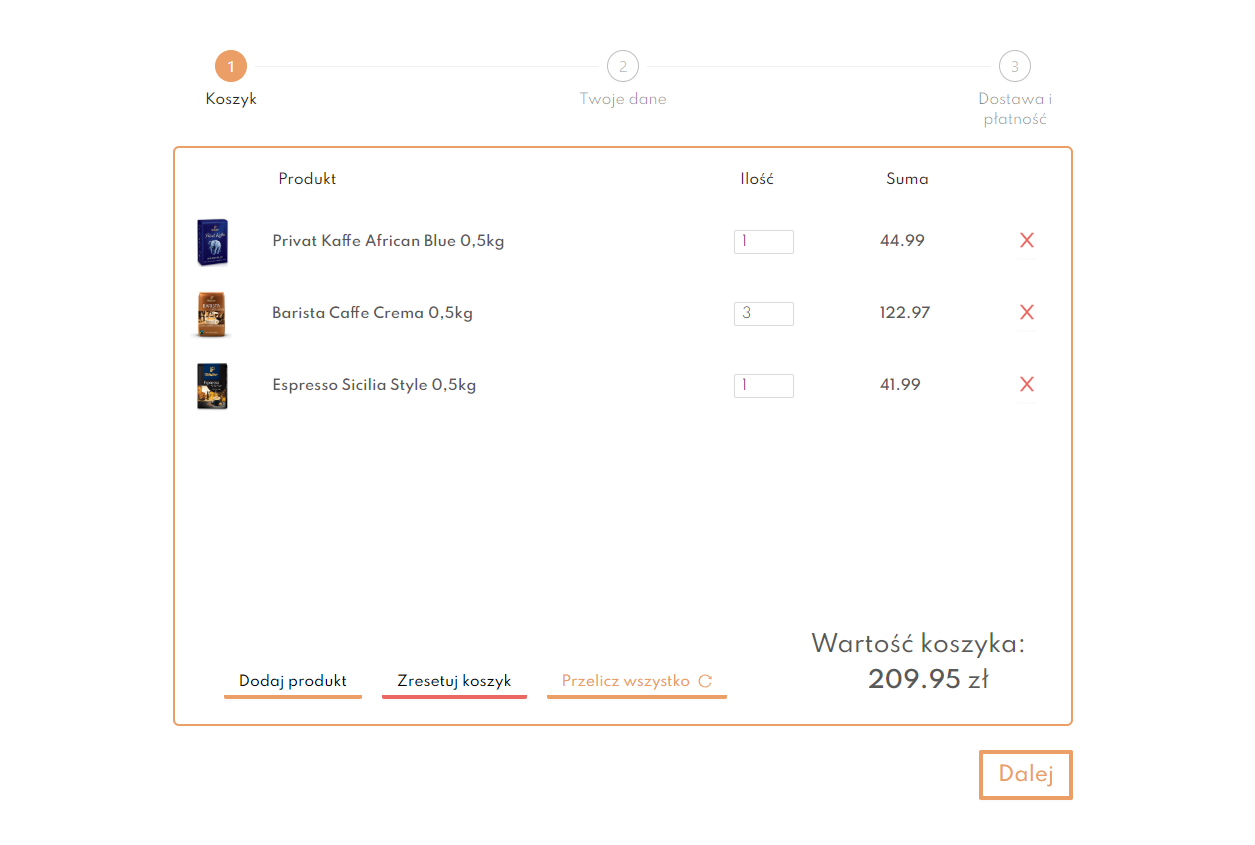 1
2
3
Koszyk
Twoje dane
Dostawa i
płatność
Produkt Ilość Suma
Privat Kaffe African Blue 0,5kg 1 44.99 X
Barista Caffe Crema 0,5kg 3 122.97 X
Espresso Sicilia Style 0,5kg 1 41.99 X
Wartość koszyka:
209.95 zł
Dodaj produkt
Zresetuj koszyk
Przelicz wszystko
Dalej